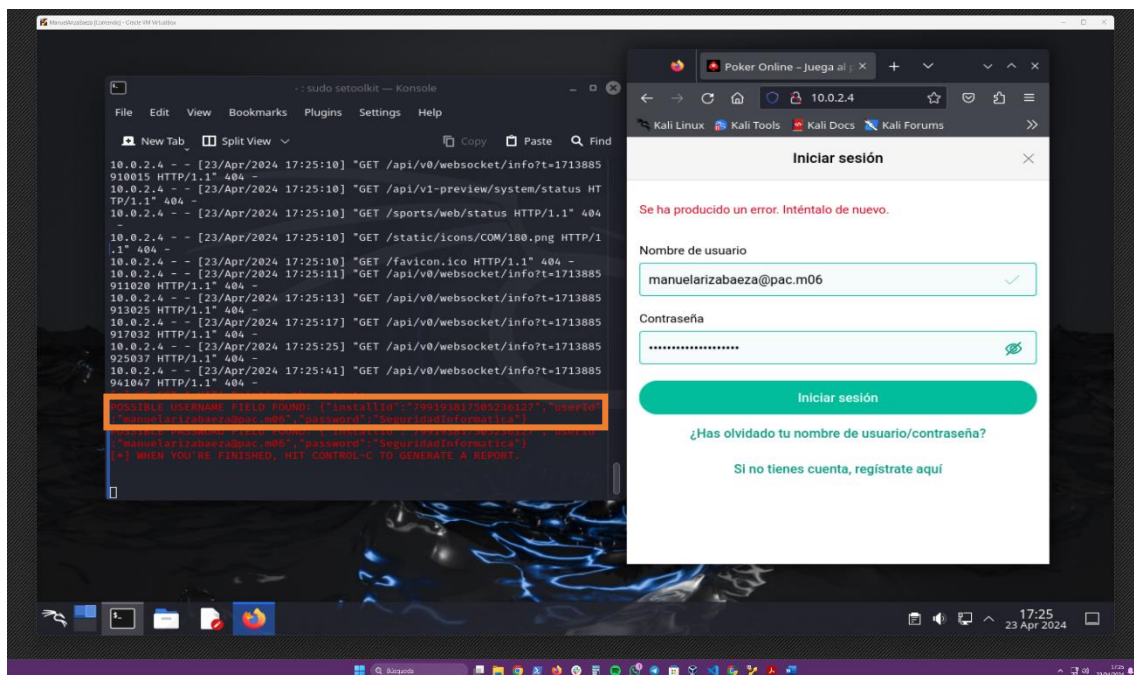 ManuelArizabaeza [Corriendo] - Oracle VM VirtualBox
- : sudo setoolkit — Konsole
File Edit View Bookmarks Plugins Settings Help
New Tab Split View Copy Paste Find
10.0.2.4 - - [23/Apr/2024 17:25:10] "GET /api/v0/websocket/info?t=1713885
910015 HTTP/1.1" 404 -
10.0.2.4 - - [23/Apr/2024 17:25:10] "GET /api/v1-preview/system/status HT
TP/1.1" 404 -
10.0.2.4 - - [23/Apr/2024 17:25:10] "GET /sports/web/status HTTP/1.1" 404
-
10.0.2.4 - - [23/Apr/2024 17:25:10] "GET /static/icons/COM/180.png HTTP/1
.1" 404 -
10.0.2.4 - - [23/Apr/2024 17:25:10] "GET /favicon.ico HTTP/1.1" 404 -
10.0.2.4 - - [23/Apr/2024 17:25:11] "GET /api/v0/websocket/info?t=1713885
911020 HTTP/1.1" 404 -
10.0.2.4 - - [23/Apr/2024 17:25:13] "GET /api/v0/websocket/info?t=1713885
913025 HTTP/1.1" 404 -
10.0.2.4 - - [23/Apr/2024 17:25:17] "GET /api/v0/websocket/info?t=1713885
917032 HTTP/1.1" 404 -
10.0.2.4 - - [23/Apr/2024 17:25:25] "GET /api/v0/websocket/info?t=1713885
925037 HTTP/1.1" 404 -
10.0.2.4 - - [23/Apr/2024 17:25:41] "GET /api/v0/websocket/info?t=1713885
941047 HTTP/1.1" 404 -
POSSIBLE USERNAME FIELD FOUND: {"installId":"799193817505236127","userId"
:"manuelarizabaeza@pac.m06","password":"SeguridadInformatica"}
POSSIBLE PASSWORD FIELD FOUND: {"installId":"799193817505236127","userId"
:"manuelarizabaeza@pac.m06","password":"SeguridadInformatica"}
[*] WHEN YOU'RE FINISHED, HIT CONTROL-C TO GENERATE A REPORT.
Poker Online – Juega al p
10.0.2.4
Kali Linux Kali Tools Kali Docs Kali Forums
Iniciar sesión
Se ha producido un error. Inténtalo de nuevo.
Nombre de usuario
manuelarizabaeza@pac.m06
Contraseña
Iniciar sesión
¿Has olvidado tu nombre de usuario/contraseña?
Si no tienes cuenta, regístrate aquí
17:25
23 Apr 2024
Búsqueda
17:25